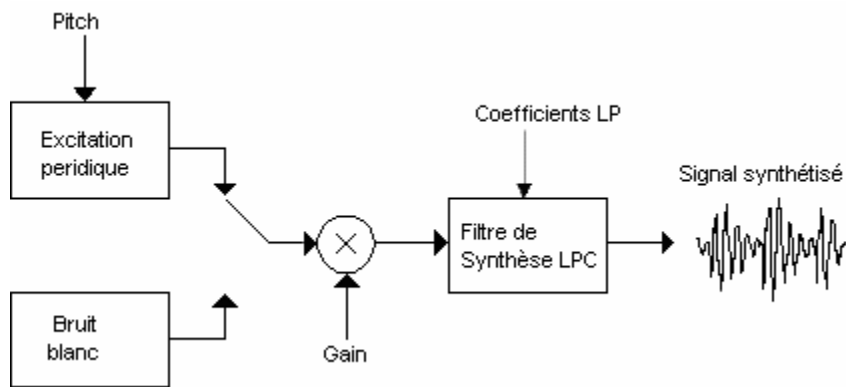 Pitch
Excitation
peridique
Coefficients LP
Signal synthétisé
Filtre de
Synthèse LPC
Bruit
blanc
Gain